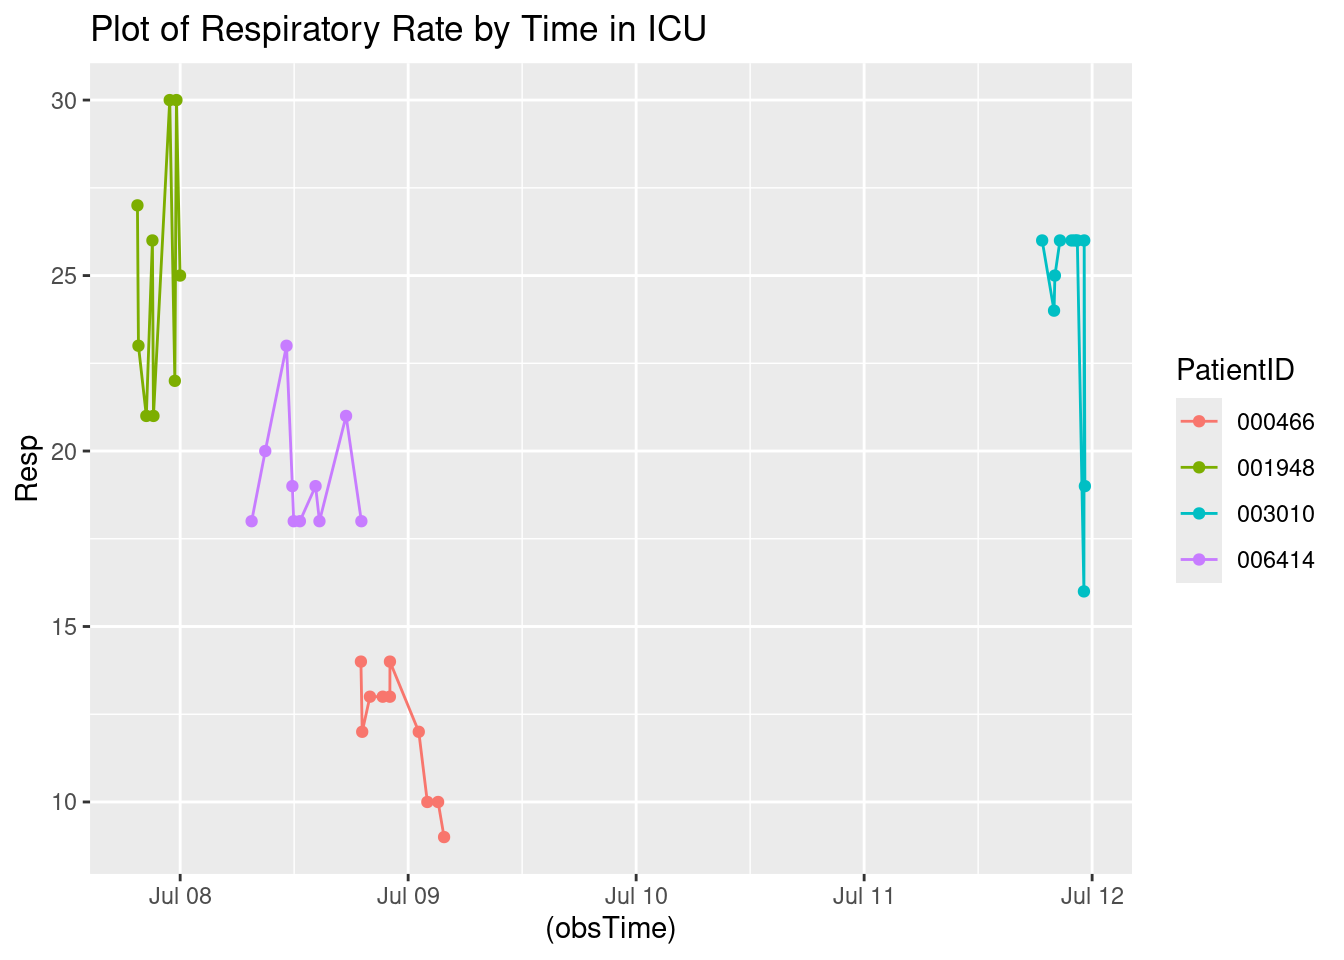 Plot of Respiratory Rate by Time in ICU
30
25
20
15
10
Resp
Jul 08
Jul 09
Jul 10
Jul 11
Jul 12
(obsTime)
PatientID
000466
001948
003010
006414